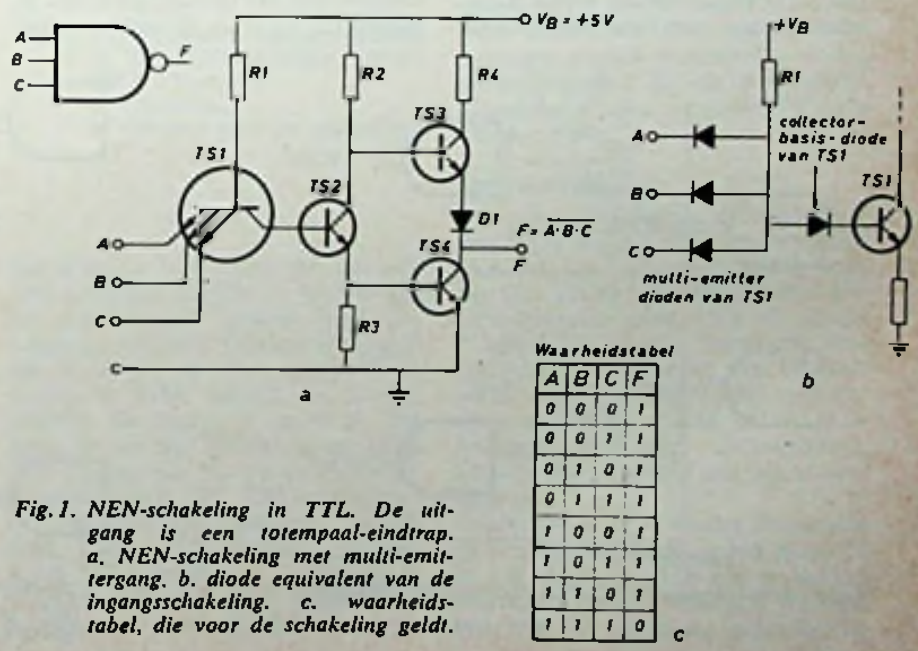 A
B
C
F
R1
R2
R3
R4
TS1
TS2
TS3
TS4
D1
VB = +5V
A
B
C
C
F = A·B·C
F
a
+VB
R1
collector-
basis-diode
van TS1
TS1
A
B
C
multi-emitter
dioden van TS1
b
Waarheidstabel
A B C F
0 0 0 1
0 0 1 1
0 1 0 1
0 1 1 1
1 0 0 1
1 0 1 1
1 1 0 1
1 1 1 0
c
Fig. 1. NEN-schakeling in TTL. De uit-
gang is een totempaal-eindtrap.
a. NEN-schakeling met multi-emit-
tergang. b. diode equivalent van de
ingangsschakeling. c. waarheids-
tabel, die voor de schakeling geldt.